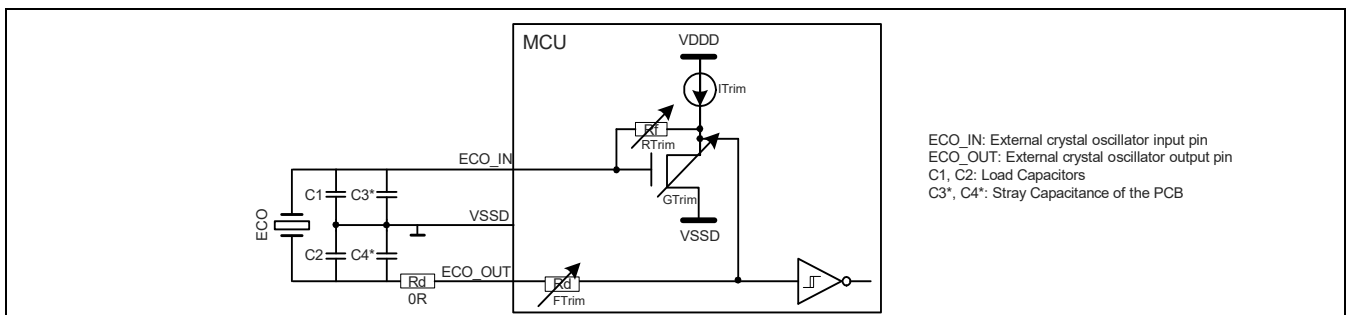 MCU
VDDD
ITrim
Rf
RTrim
ECO_IN
GTrim
C1 C3*
VSSD
VSSD
ECO
C2 C4*
ECO_OUT
Rd
Rd
0R
FTrim
ECO_IN: External crystal oscillator input pin
ECO_OUT: External crystal oscillator output pin
C1, C2: Load Capacitors
C3*, C4*: Stray Capacitance of the PCB